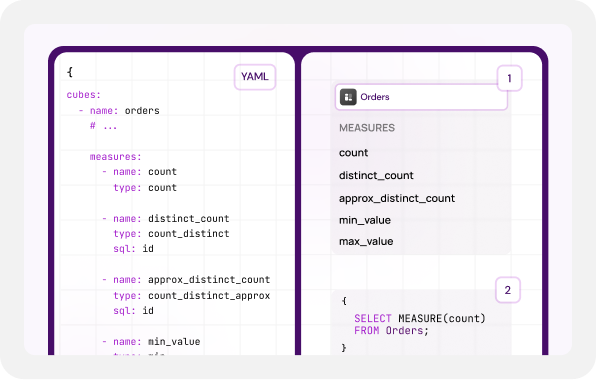 {
YAML
cubes:
  - name: orders
    # ...
    measures:
      - name: count
        type: count
      - name: distinct_count
        type: count_distinct
        sql: id
      - name: approx_distinct_count
        type: count_distinct_approx
        sql: id
      - name: min_value
1
Orders
MEASURES
count
distinct_count
approx_distinct_count
min_value
max_value
2
{
  SELECT MEASURE(count)
  FROM Orders;
}